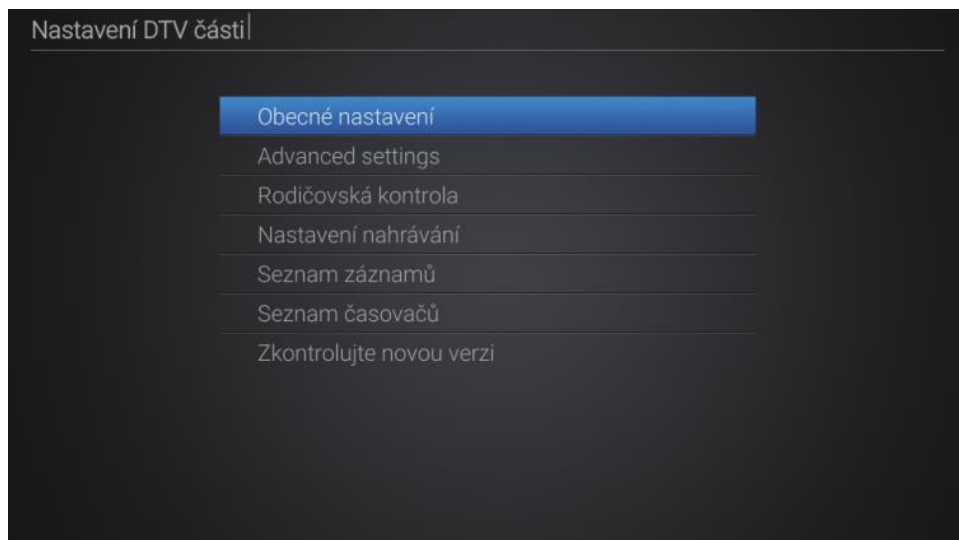 Nastavení DTV části
Obecné nastavení
Advanced settings
Rodičovská kontrola
Nastavení nahrávání
Seznam záznamů
Seznam časovačů
Zkontrolujte novou verzi